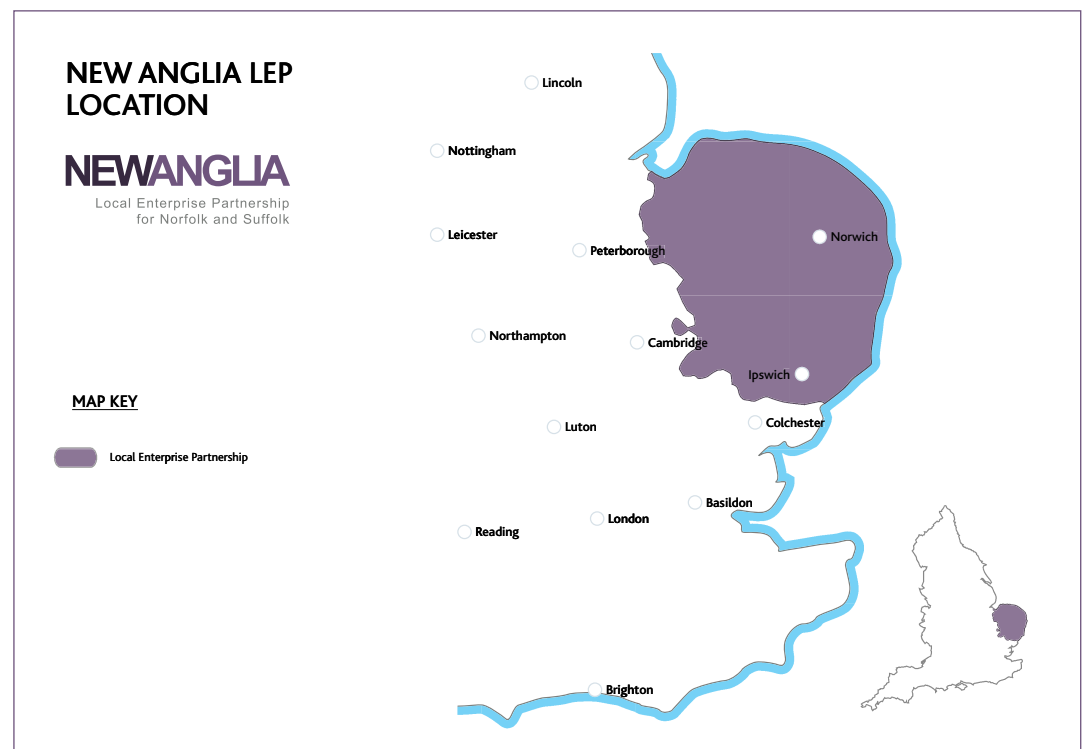 NEW ANGLIA LEP
LOCATION
NEWANGLIA
Local Enterprise Partnership
for Norfolk and Suffolk
Lincoln
Nottingham
Leicester
Norwich
Peterborough
Northampton
Cambridge
Ipswich
MAP KEY
Colchester
Luton
Local Enterprise Partnership
Basildon
London
Reading
Brighton